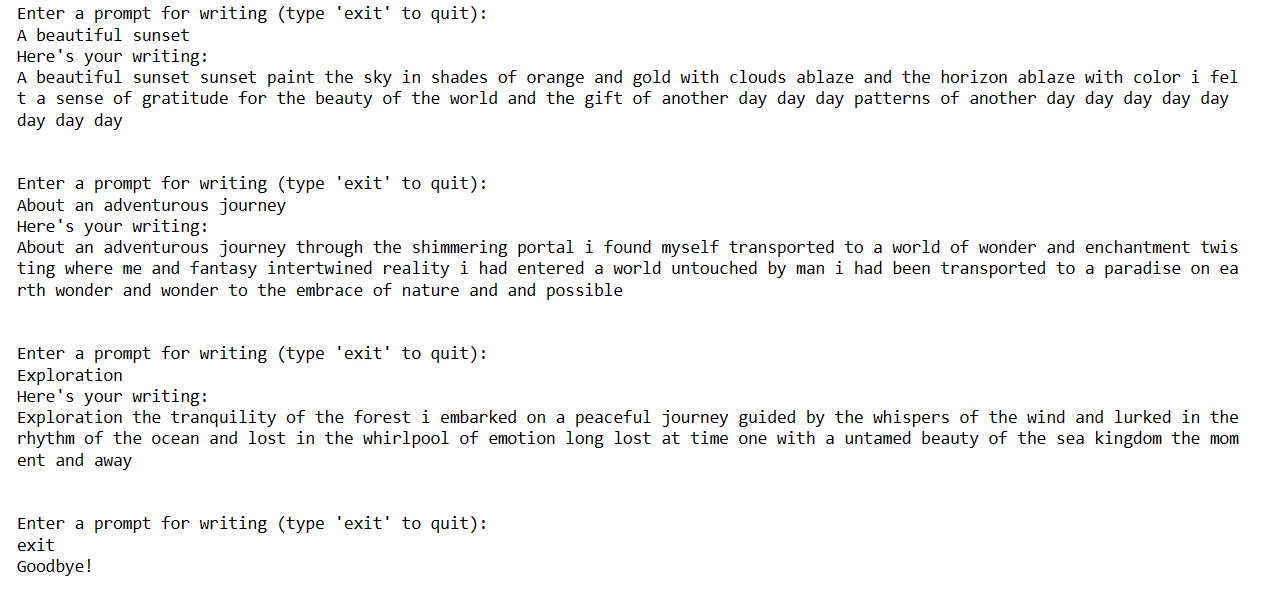 Enter a prompt for writing (type 'exit' to quit):
A beautiful sunset
Here's your writing:
A beautiful sunset sunset paint the sky in shades of orange and gold with clouds ablaze and the horizon ablaze with color i fel
t a sense of gratitude for the beauty of the world and the gift of another day day day patterns of another day day day day day
day day day
Enter a prompt for writing (type 'exit' to quit):
About an adventurous journey
Here's your writing:
About an adventurous journey through the shimmering portal i found myself transported to a world of wonder and enchantment twis
ting where me and fantasy intertwined reality i had entered a world untouched by man i had been transported to a paradise on ea
rth wonder and wonder to the embrace of nature and and possible
Enter a prompt for writing (type 'exit' to quit):
Exploration
Here's your writing:
Exploration the tranquility of the forest i embarked on a peaceful journey guided by the whispers of the wind and lurked in the
rhythm of the ocean and lost in the whirlpool of emotion long lost at time one with a untamed beauty of the sea kingdom the mom
ent and away
Enter a prompt for writing (type 'exit' to quit):
exit
Goodbye!